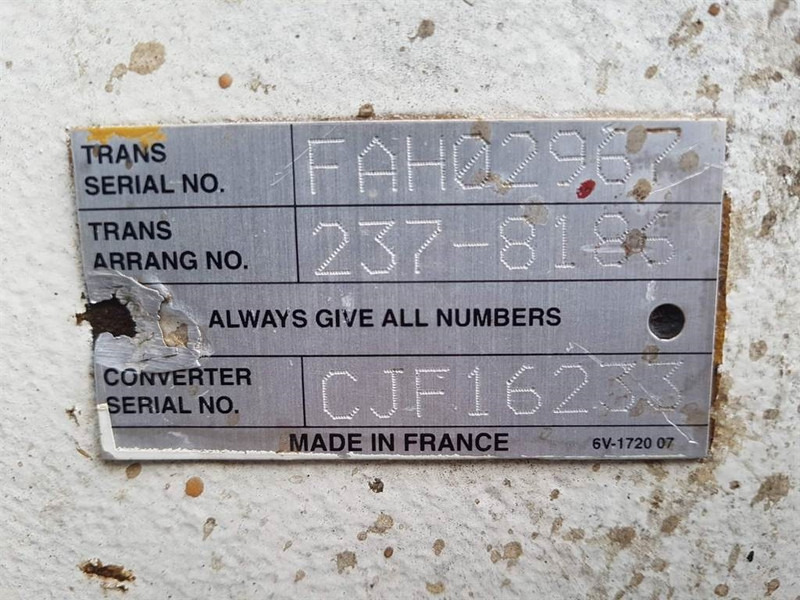 TRANS
SERIAL NO. FAH02967
TRANS
ARRANG NO. 237-8186
ALWAYS GIVE ALL NUMBERS
CONVERTER
SERIAL NO. CJF16233
MADE IN FRANCE 6V-1720 07